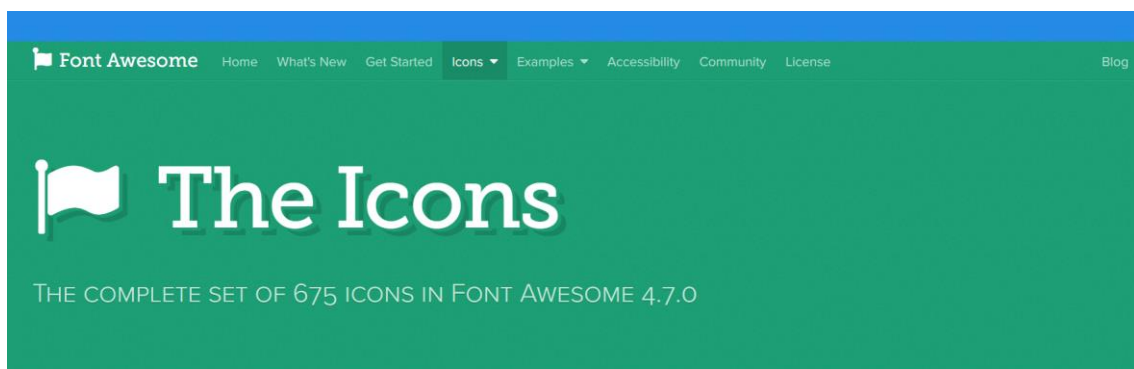 Font Awesome Home What's New Get Started Icons Examples Accessibility Community License Blog
The Icons
THE COMPLETE SET OF 675 ICONS IN FONT AWESOME 4.7.0